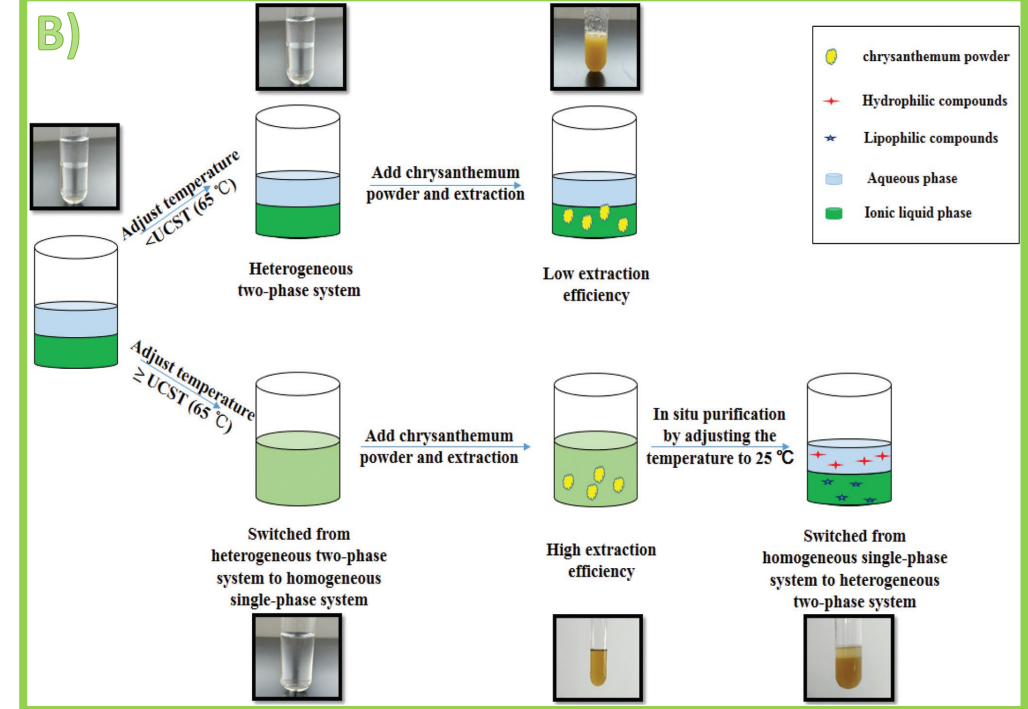 B)
chrysanthemum powder
Hydrophilic compounds
Lipophilic compounds
Aqueous phase
Ionic liquid phase
Adjust temperature
<UCST (65 ℃)
Heterogeneous
two-phase system
Add chrysanthemum
powder and extraction
Low extraction
efficiency
Adjust temperature
≧ UCST (65 ℃)
Switched from
heterogeneous two-phase
system to homogeneous
single-phase system
Add chrysanthemum
powder and extraction
High extraction
efficiency
In situ purification
by adjusting the
temperature to 25 ℃
Switched from
homogeneous single-phase
system to heterogeneous
two-phase system